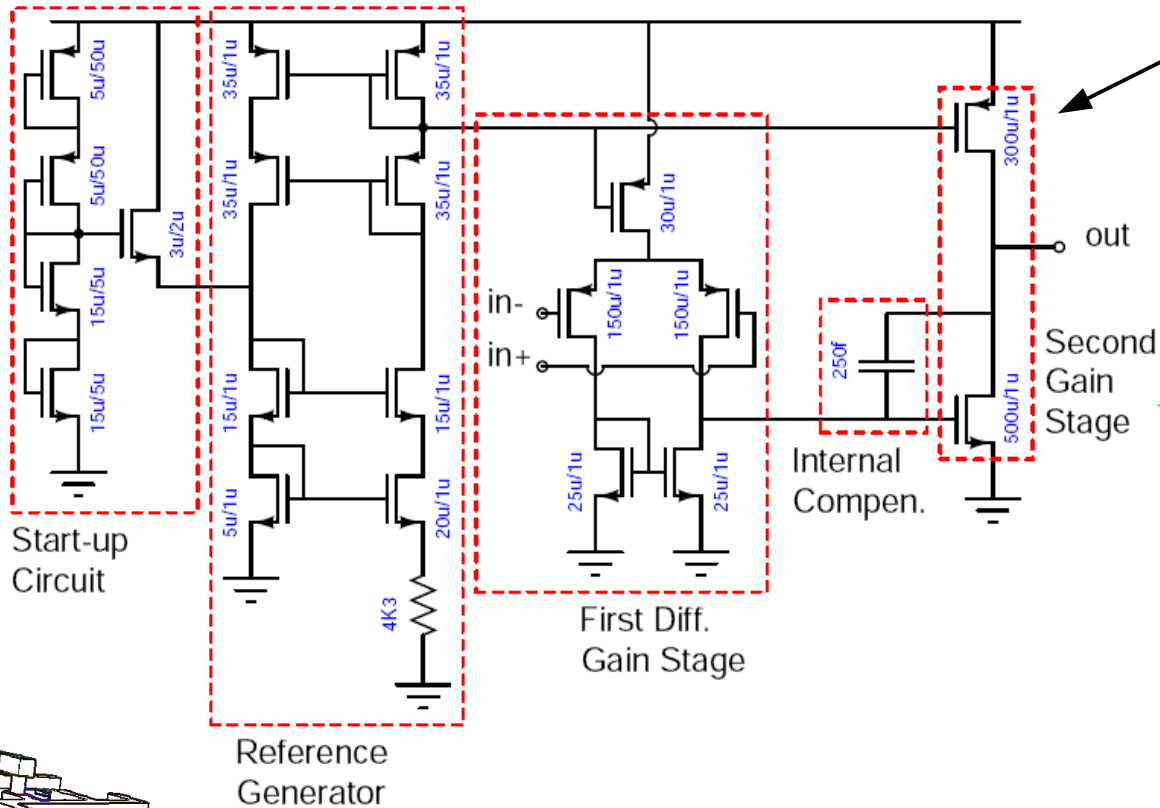 5u/50u
5u/50u
15u/5u
15u/5u
3u/2u
Start-up
Circuit
35u/1u
35u/1u
35u/1u
35u/1u
15u/1u
15u/1u
5u/1u
20u/1u
4K3
Reference
Generator
30u/1u
in-
in+
150u/1u
150u/1u
25u/1u
25u/1u
First Diff.
Gain Stage
250f
Internal
Compen.
300u/1u
out
500u/1u
Second
Gain
Stage